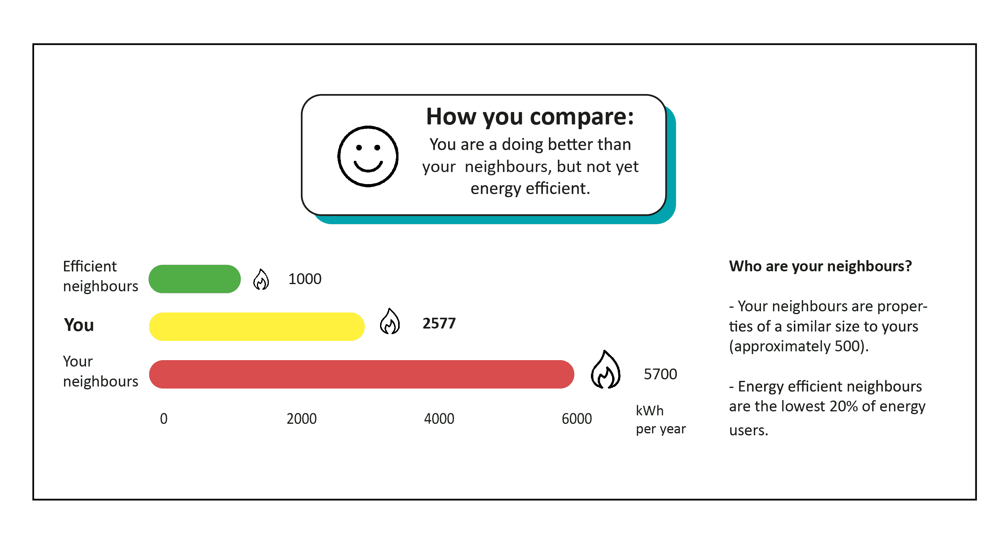 How you compare:
You are a doing better than
your  neighbours, but not yet
energy efficient.
Efficient
neighbours
1000
You
2577
Your
neighbours
5700
0 2000 4000 6000
kWh
per year
Who are your neighbours?
- Your neighbours are proper-
ties of a similar size to yours
(approximately 500).
- Energy efficient neighbours
are the lowest 20% of energy
users.